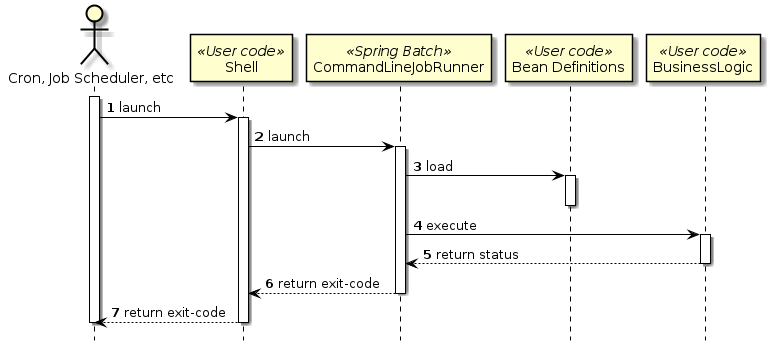 Cron, Job Scheduler, etc
«User code»
Shell
«Spring Batch»
CommandLineJobRunner
«User code»
Bean Definitions
«User code»
BusinessLogic
1 launch
2 launch
3 load
4 execute
5 return status
6 return exit-code
7 return exit-code